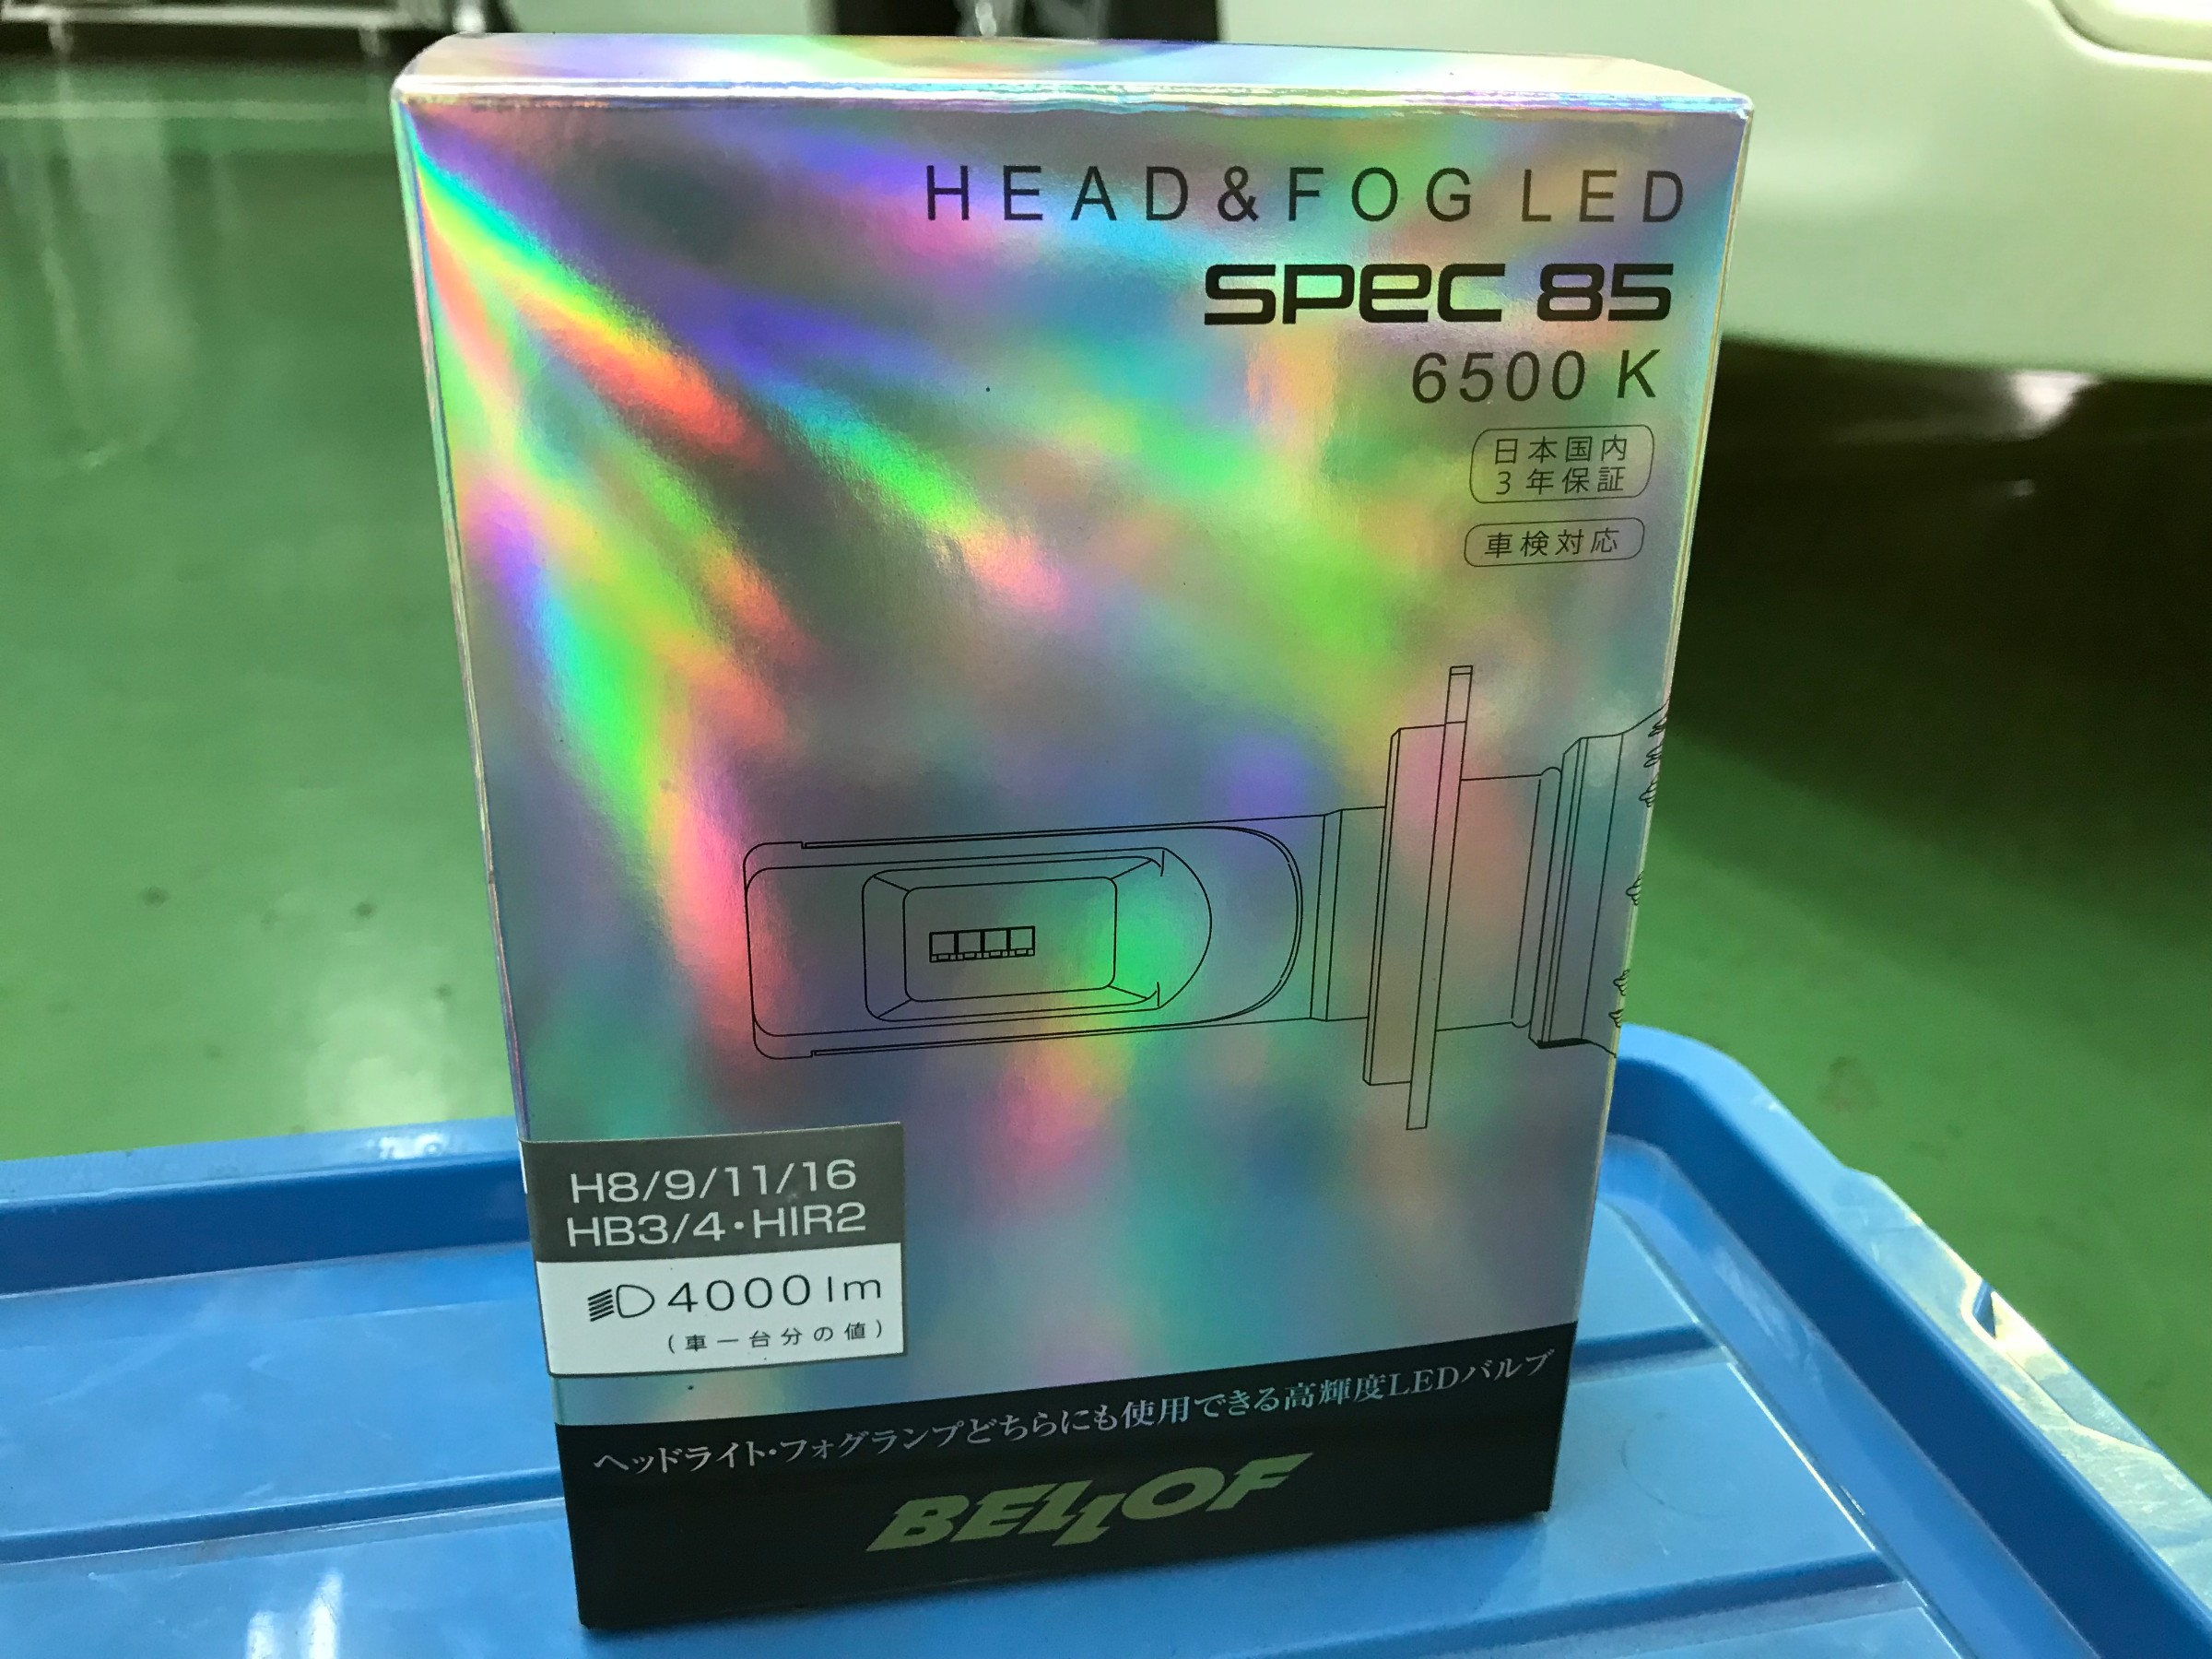 HEAD&FOG LED
SPEC 85
6500 K
日本国内
3年保証
車検対応
H8/9/11/16
HB3/4・HIR2
4000lm
(車一台分の値)
ヘッドライト・フォグランプどちらにも使用できる高輝度LEDバルブ
BELLOF